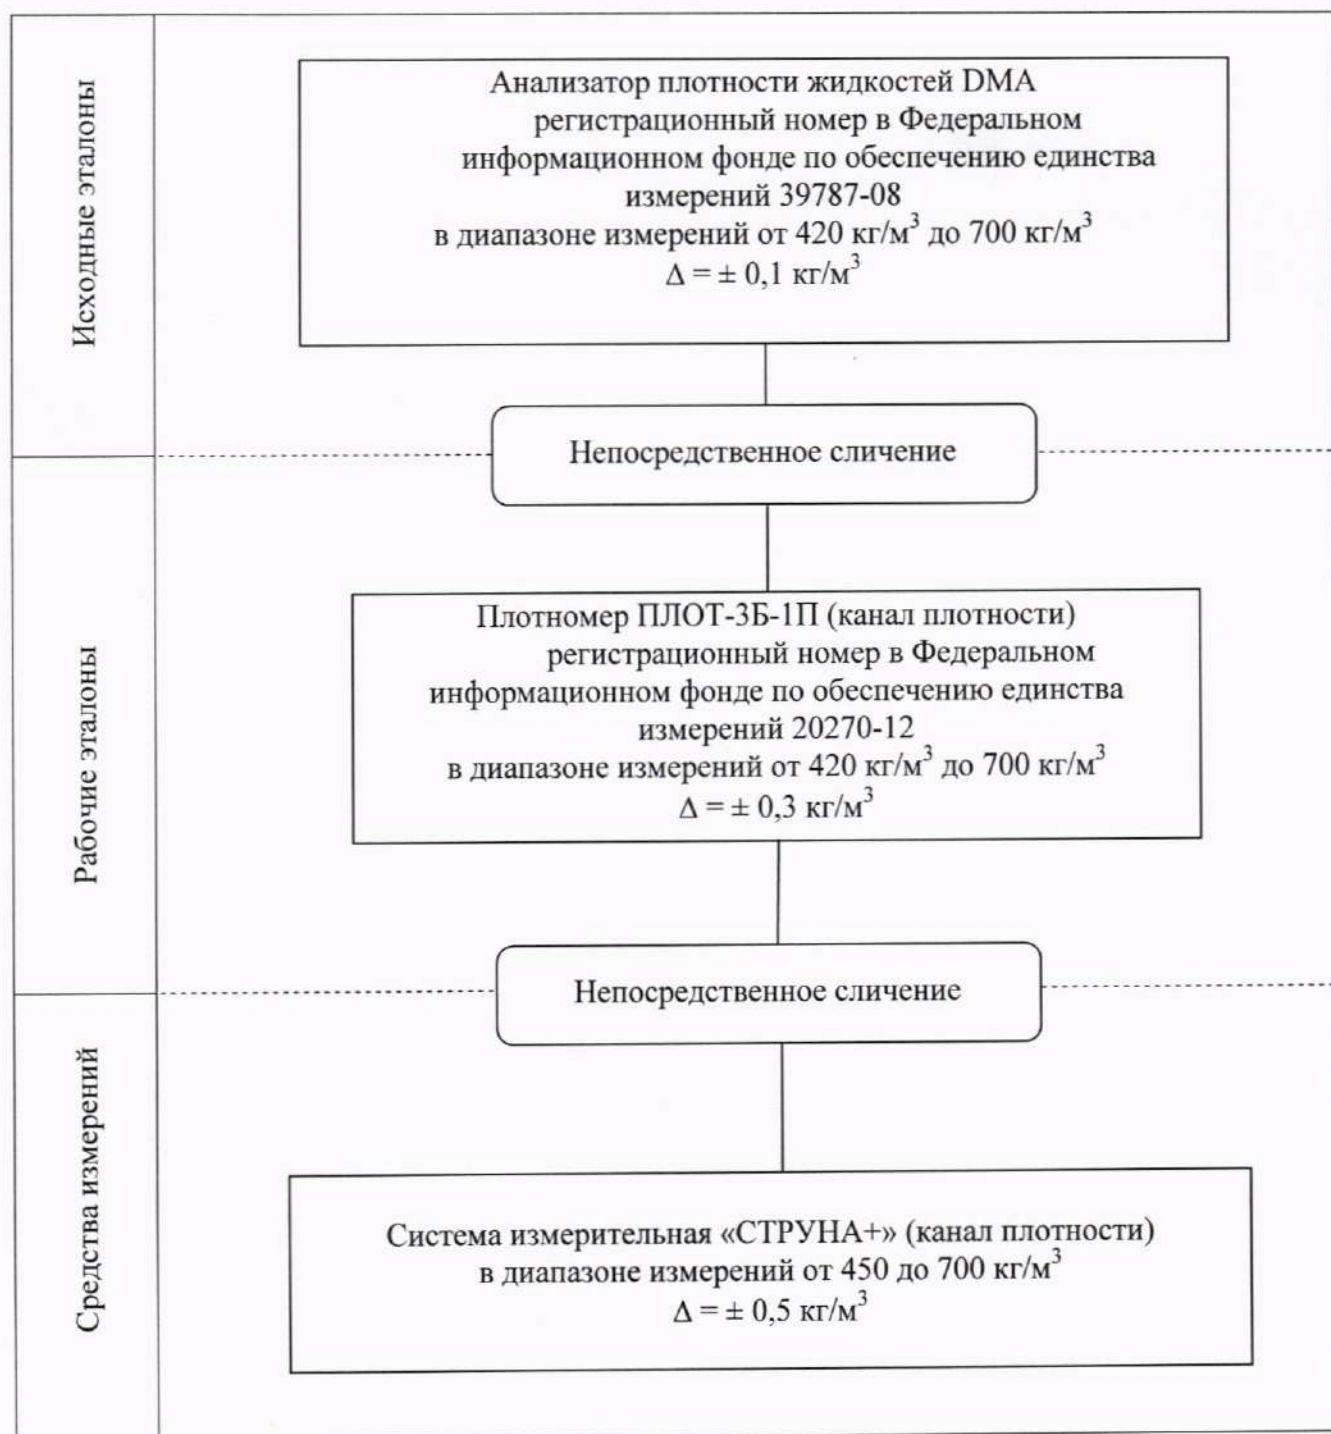 Исходные эталоны
Анализатор плотности жидкостей DMA
регистрационный номер в Федеральном
информационном фонде по обеспечению единства
измерений 39787-08
в диапазоне измерений от 420 кг/м³ до 700 кг/м³
Δ = ± 0,1 кг/м³
Непосредственное сличение
Рабочие эталоны
Плотномер ПЛОТ-3Б-1П (канал плотности)
регистрационный номер в Федеральном
информационном фонде по обеспечению единства
измерений 20270-12
в диапазоне измерений от 420 кг/м³ до 700 кг/м³
Δ = ± 0,3 кг/м³
Непосредственное сличение
Средства измерений
Система измерительная «СТРУНА+» (канал плотности)
в диапазоне измерений от 450 до 700 кг/м³
Δ = ± 0,5 кг/м³